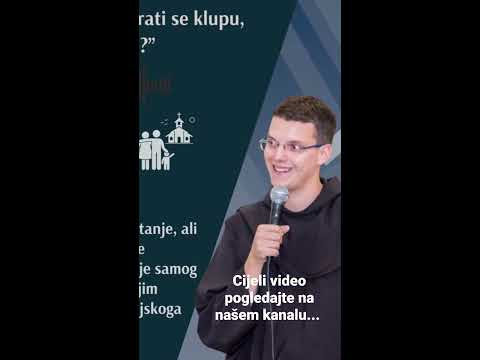 rati se klupu,
?”
tanje, ali
e
je samog
jim
jskoga
Cijeli video
pogledajte na
našem kanalu...